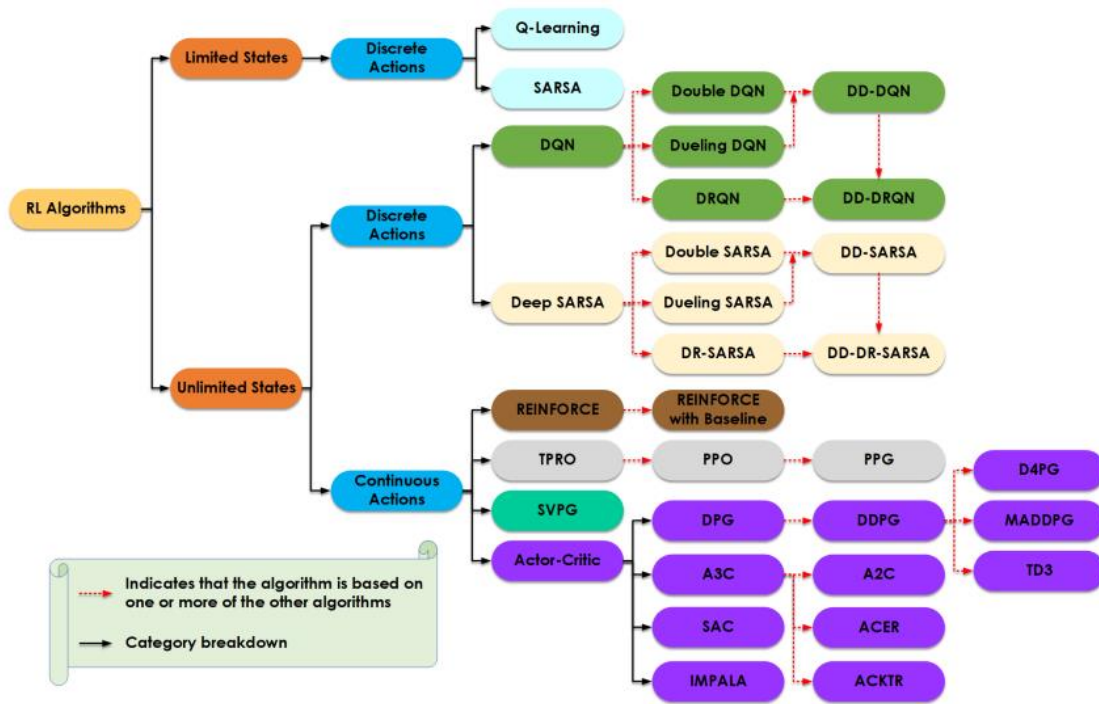 Q-Learning
Limited States
Discrete
Actions
SARSA
Double DQN
DD-DQN
DQN
Dueling DQN
RL Algorithms
DRQN
DD-DRQN
Discrete
Actions
Double SARSA
DD-SARSA
Deep SARSA
Dueling SARSA
DR-SARSA
DD-DR-SARSA
Unlimited States
REINFORCE
REINFORCE
with Baseline
TPRO
PPO
PPG
D4PG
Continuous
Actions
SVPG
DPG
DDPG
MADDPG
Actor-Critic
A3C
A2C
TD3
SAC
ACER
IMPALA
ACKTR
Indicates that the algorithm is based on
one or more of the other algorithms
Category breakdown